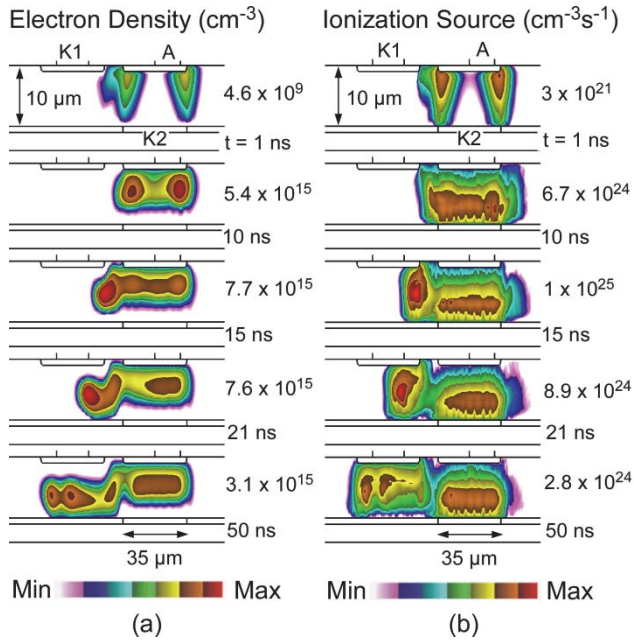 Electron Density (cm⁻³)
K1 A
10 µm
4.6 x 10⁹
K2
t = 1 ns
5.4 x 10¹⁵
10 ns
7.7 x 10¹⁵
15 ns
7.6 x 10¹⁵
21 ns
3.1 x 10¹⁵
50 ns
35 µm
Min Max
(a)
Ionization Source (cm⁻³s⁻¹)
K1 A
10 µm
3 x 10²¹
K2
t = 1 ns
6.7 x 10²⁴
10 ns
1 x 10²⁵
15 ns
8.9 x 10²⁴
21 ns
2.8 x 10²⁴
50 ns
35 µm
Min Max
(b)